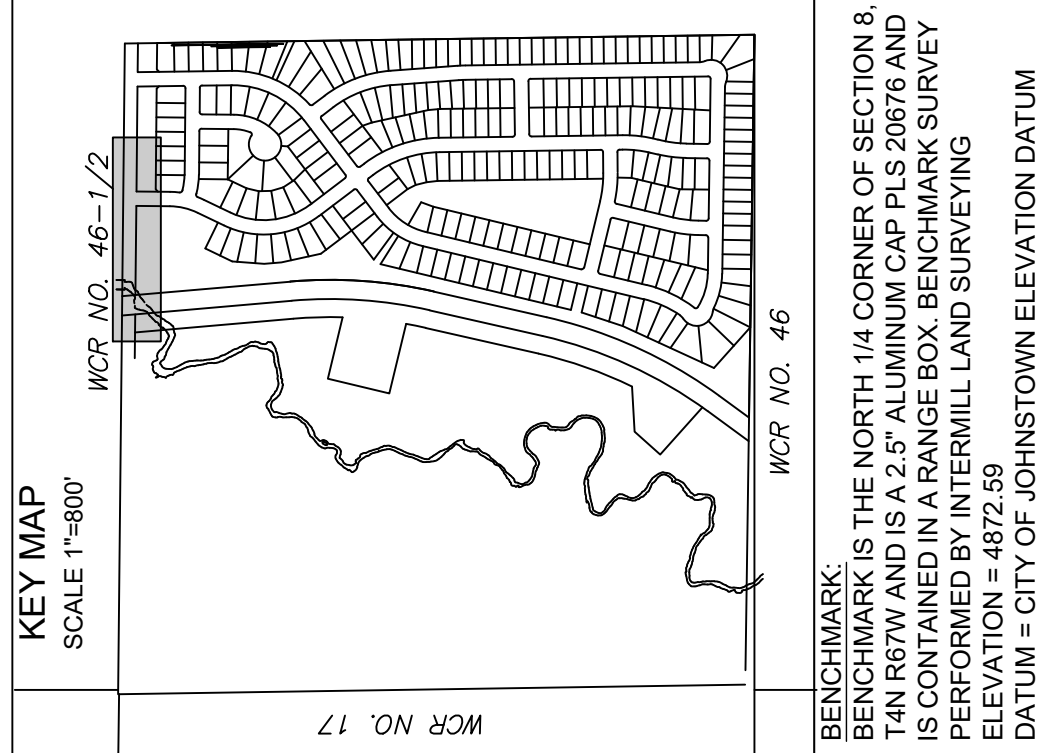 KEY MAP
SCALE 1"=800'
WCR NO. 46-1/2
WCR NO. 46
WCR NO. 17
BENCHMARK:
BENCHMARK IS THE NORTH 1/4 CORNER OF SECTION 8,
T4N R67W AND IS A 2.5" ALUMINUM CAP PLS 20676 AND
IS CONTAINED IN A RANGE BOX. BENCHMARK SURVEY
PERFORMED BY INTERMILL LAND SURVEYING
ELEVATION = 4872.59
DATUM = CITY OF JOHNSTOWN ELEVATION DATUM